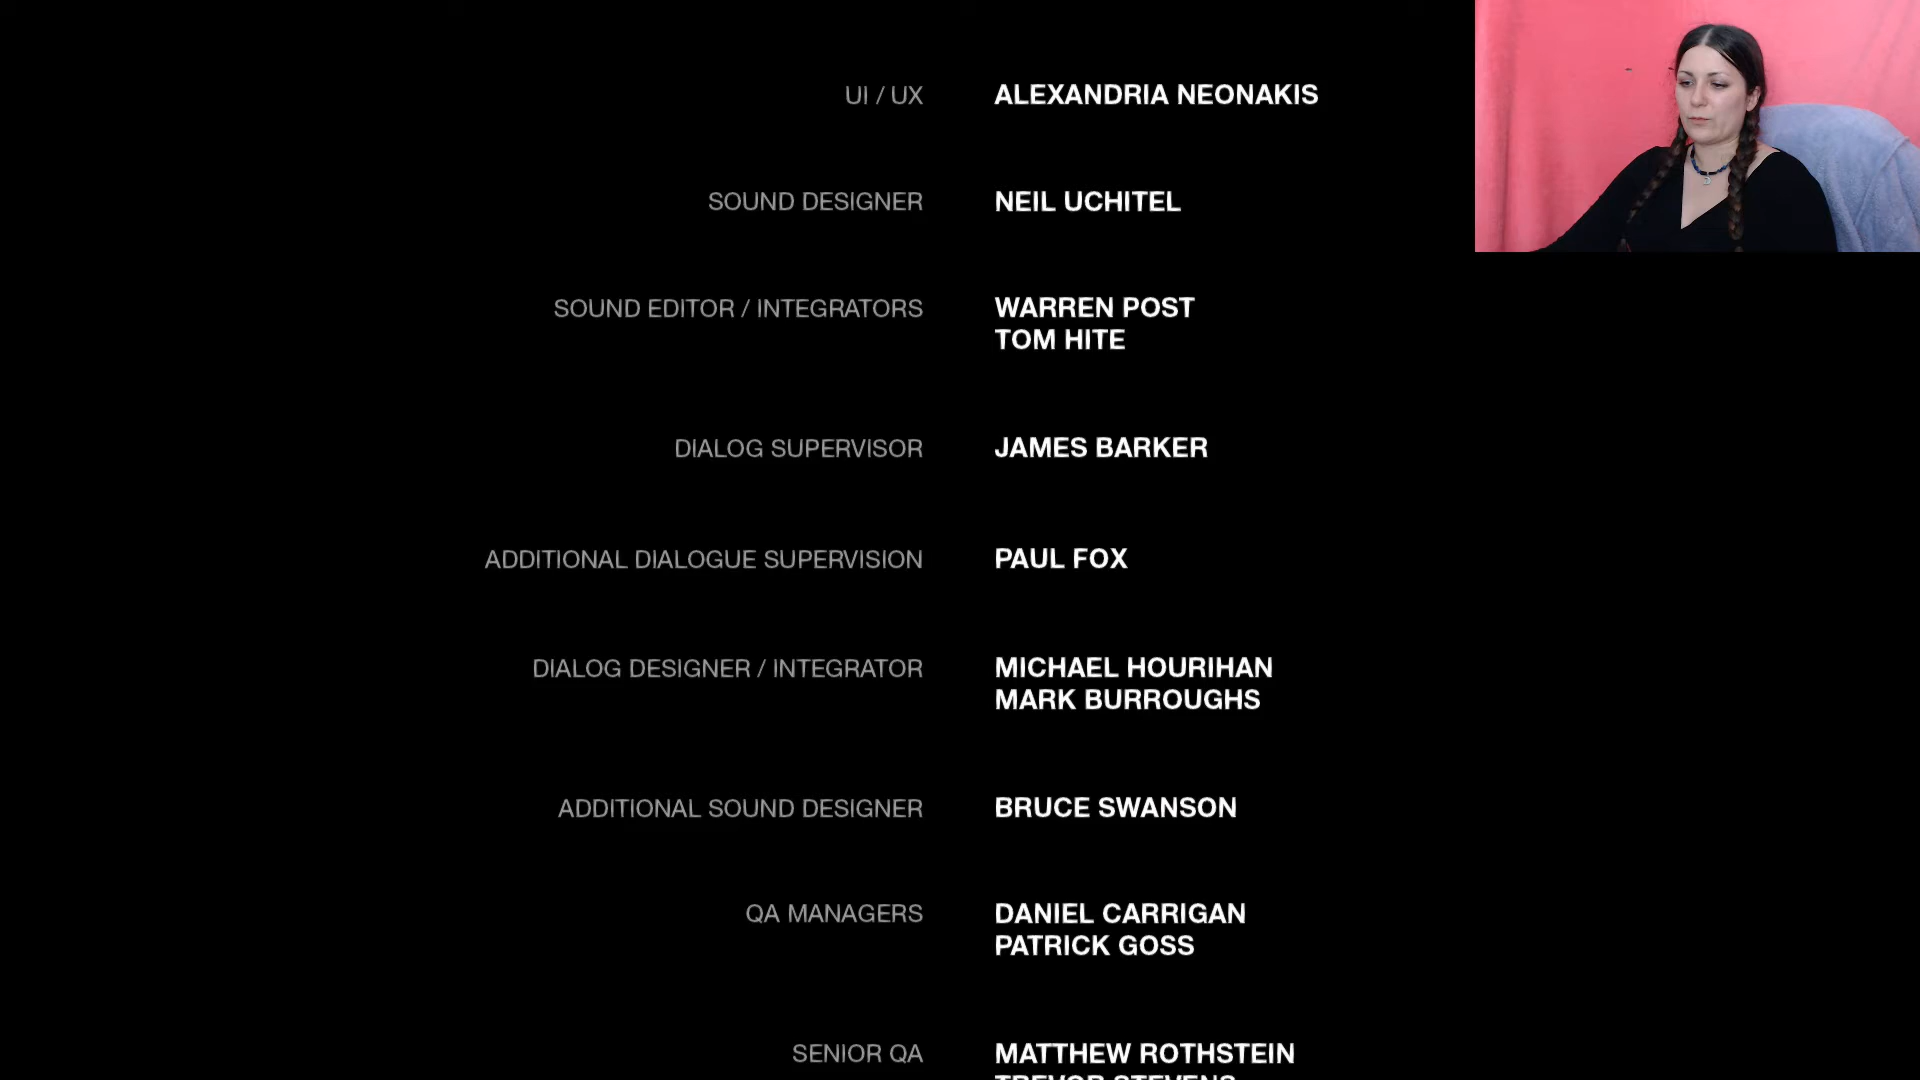 UI / UX ALEXANDRIA NEONAKIS
SOUND DESIGNER NEIL UCHITEL
SOUND EDITOR / INTEGRATORS WARREN POST
TOM HITE
DIALOG SUPERVISOR JAMES BARKER
ADDITIONAL DIALOGUE SUPERVISION PAUL FOX
DIALOG DESIGNER / INTEGRATOR MICHAEL HOURIHAN
MARK BURROUGHS
ADDITIONAL SOUND DESIGNER BRUCE SWANSON
QA MANAGERS DANIEL CARRIGAN
PATRICK GOSS
SENIOR QA MATTHEW ROTHSTEIN
TREVOR STEVENS